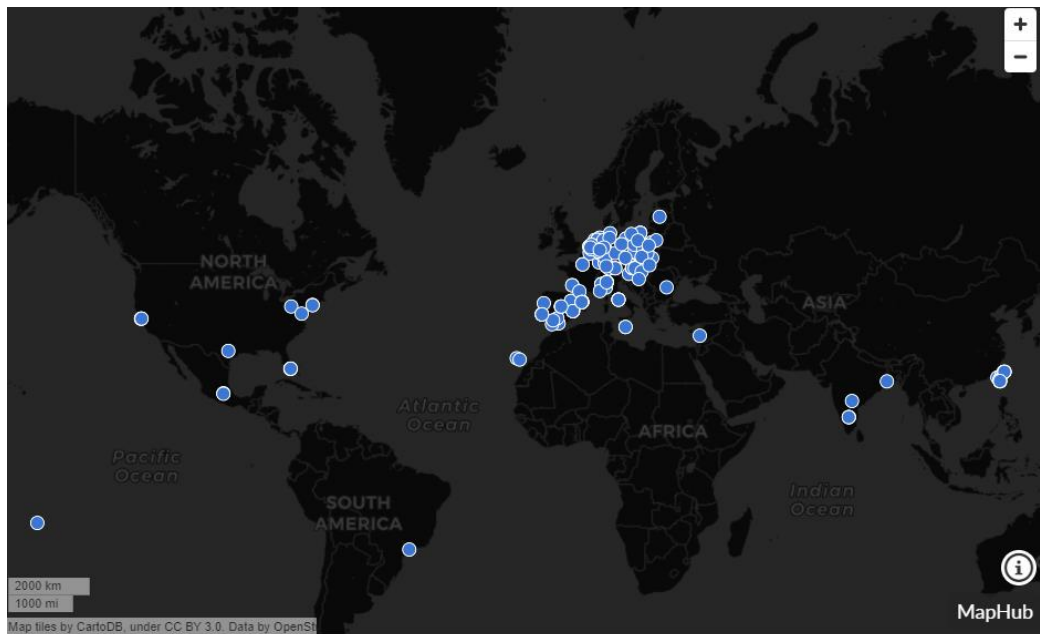 +
−
NORTH
AMERICA
ASIA
Atlantic
Ocean
AFRICA
Pacific
Ocean
Indian
Ocean
SOUTH
AMERICA
2000 km
1000 mi
i
MapHub
Map tiles by CartoDB, under CC BY 3.0. Data by OpenSt